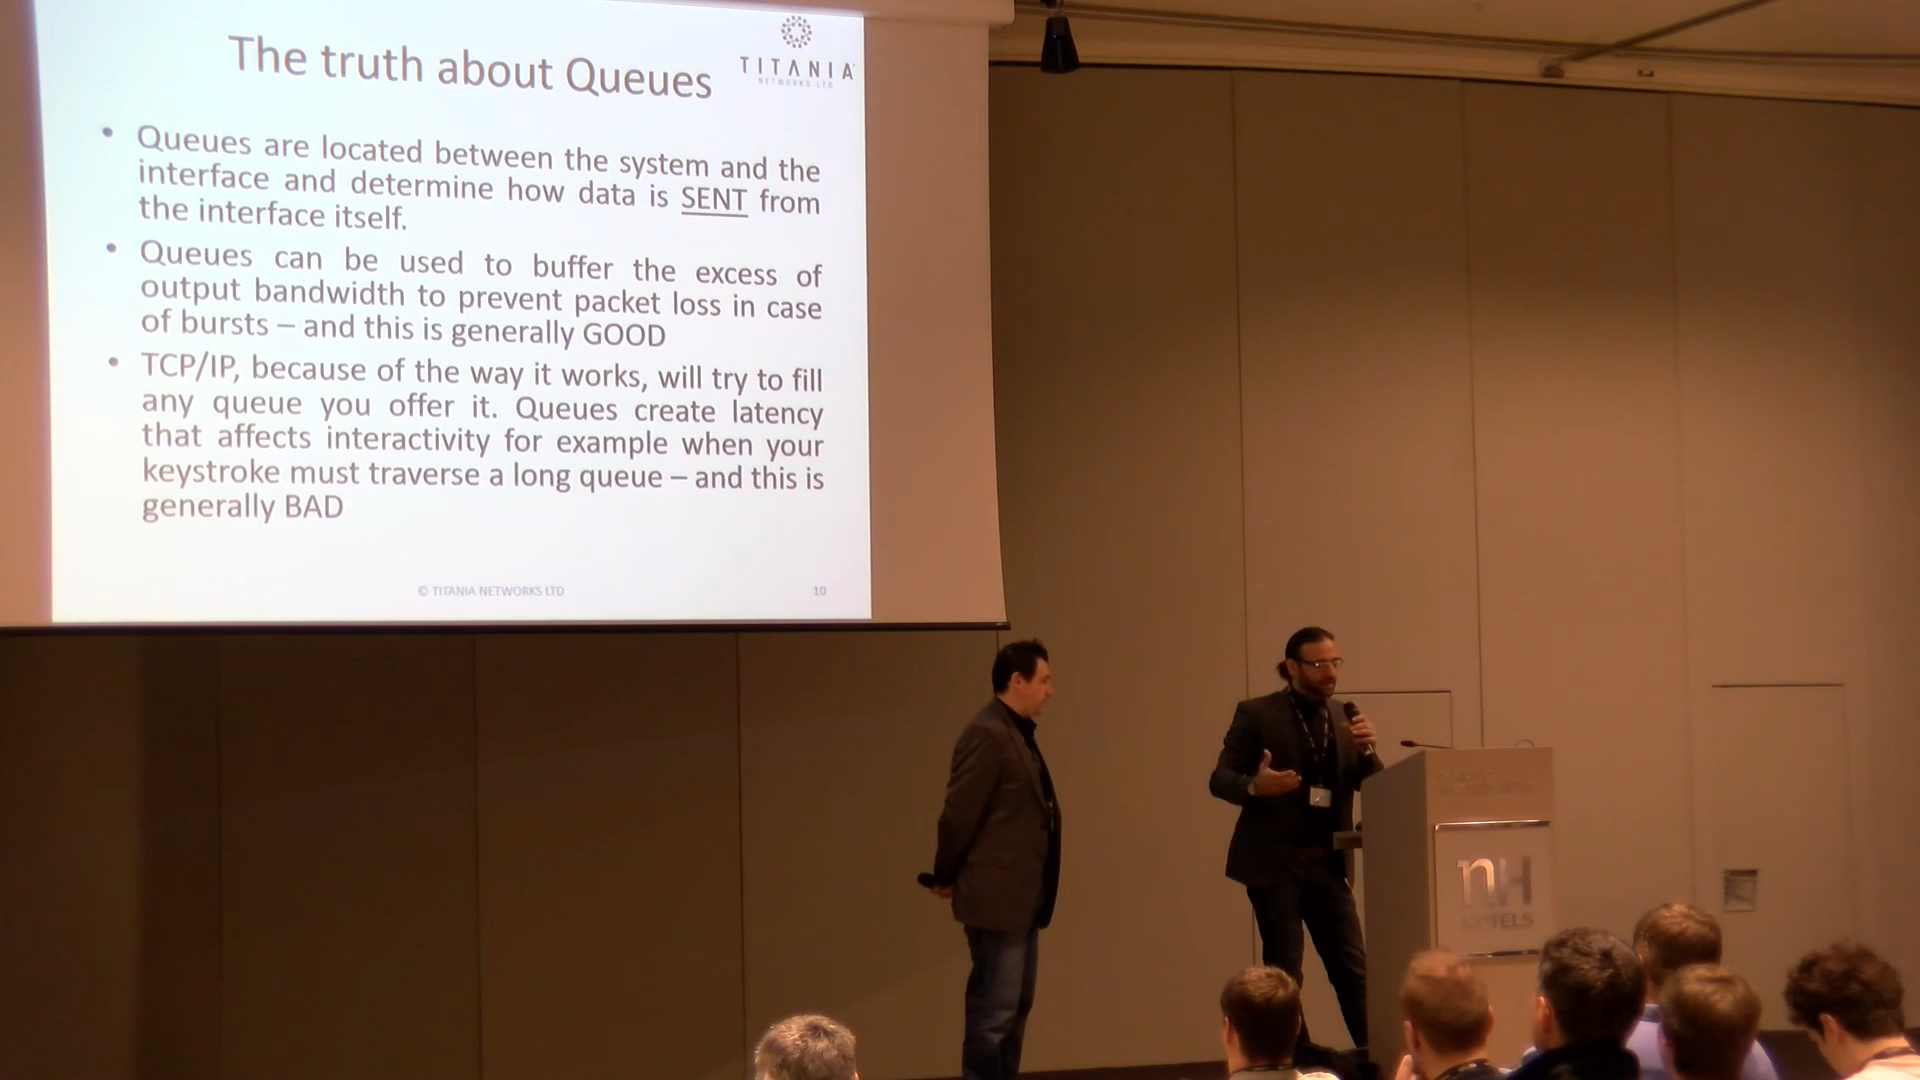 The truth about Queues
TITANIA
NETWORKS LTD
• Queues are located between the system and the
interface and determine how data is SENT from
the interface itself.
• Queues can be used to buffer the excess of
output bandwidth to prevent packet loss in case
of bursts – and this is generally GOOD
• TCP/IP, because of the way it works, will try to fill
any queue you offer it. Queues create latency
that affects interactivity for example when your
keystroke must traverse a long queue – and this is
generally BAD
© TITANIA NETWORKS LTD
10
nH
HOTELS